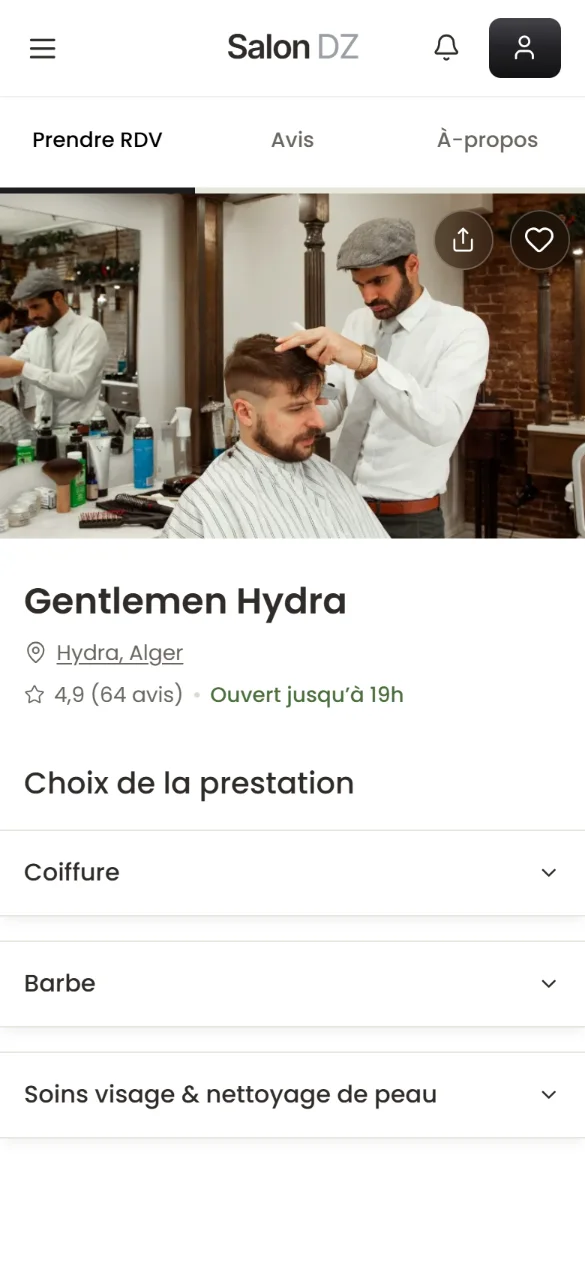 Salon DZ
Prendre RDV
Avis
À-propos
Gentlemen Hydra
Hydra, Alger
4,9 (64 avis) • Ouvert jusqu’à 19h
Choix de la prestation
Coiffure
Barbe
Soins visage & nettoyage de peau